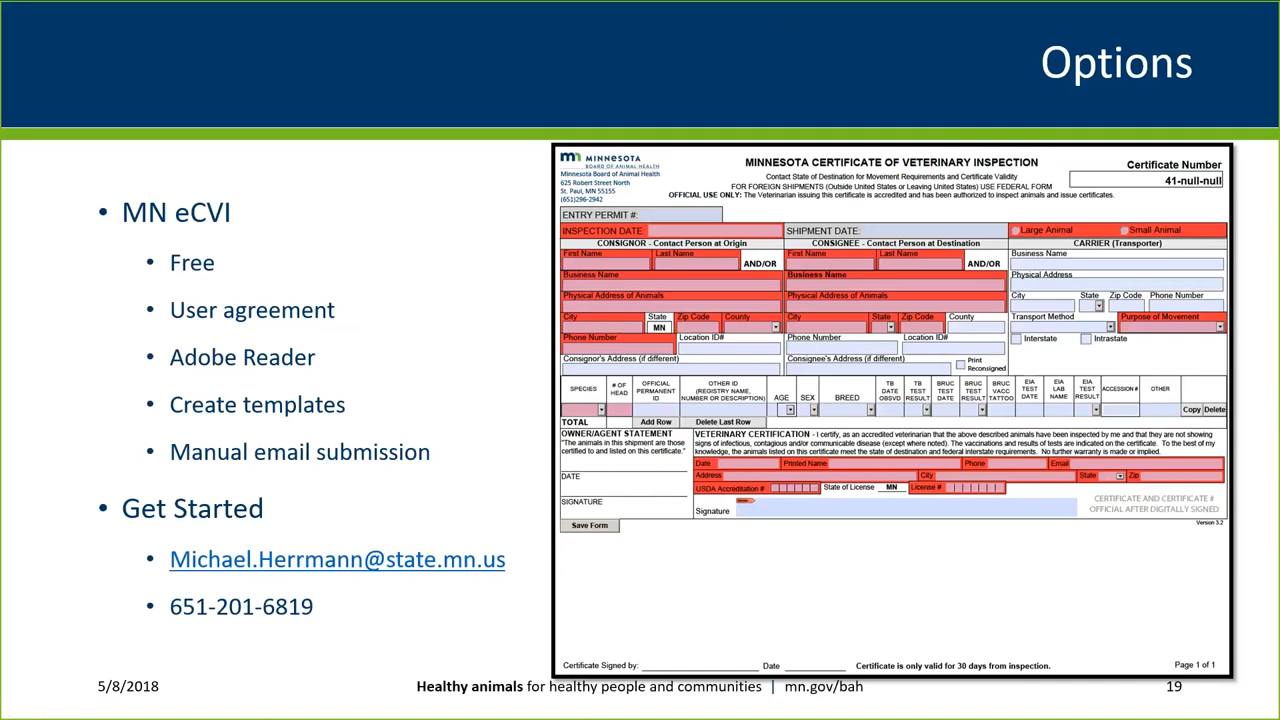 Options
• MN eCVI
• Free
• User agreement
• Adobe Reader
• Create templates
• Manual email submission
• Get Started
• Michael.Herrmann@state.mn.us
• 651-201-6819
MINNESOTA
BOARD OF ANIMAL HEALTH
Minnesota Board of Animal Health
625 Robert Street North
St. Paul, MN 55155
(651)296-2942
MINNESOTA CERTIFICATE OF VETERINARY INSPECTION
Contact State of Destination for Movement Requirements and Certificate Validity
FOR FOREIGN SHIPMENTS (Outside United States or Leaving United States) USE FEDERAL FORM
OFFICIAL USE ONLY: The Veterinarian issuing this certificate is accredited and has been authorized to inspect animals and issue certificates.
Certificate Number
41-null-null
ENTRY PERMIT #:
INSPECTION DATE: SHIPMENT DATE: Large Animal Small Animal
CONSIGNOR - Contact Person at Origin CONSIGNEE - Contact Person at Destination CARRIER (Transporter)
First Name Last Name AND/OR First Name Last Name AND/OR Business Name
Business Name Business Name Physical Address
Physical Address of Animals Physical Address of Animals City State Zip Code Phone Number
City State Zip Code County City State Zip Code County Transport Method Purpose of Movement
MN
Phone Number Location ID# Phone Number Location ID# Interstate Intrastate
Consignor's Address (if different) Consignee's Address (if different) Print Reconsigned
SPECIES # OF HEAD OFFICIAL PERMANENT ID OTHER ID (REGISTRY NAME, NUMBER OR DESCRIPTION) AGE SEX BREED TB DATE OBSVD TB TEST RESULT BRUC TEST DATE BRUC TEST RESULT BRUC VACC TATTOO EIA TEST DATE EIA LAB NAME EIA TEST RESULT ACCESSION # OTHER
Copy Delete
TOTAL Add Row Delete Last Row
OWNER/AGENT STATEMENT
"The animals in this shipment are those
certified to and listed on this certificate."
DATE
SIGNATURE
VETERINARY CERTIFICATION - I certify, as an accredited veterinarian that the above described animals have been inspected by me and that they are not showing
signs of infectious, contagious and/or communicable disease (except where noted). The vaccinations and results of tests are indicated on the certificate. To the best of my
knowledge, the animals listed on this certificate meet the state of destination and federal interstate requirements. No further warranty is made or implied.
Date Printed Name Phone Email
Address City State Zip
USDA Accreditation # State of License MN License #
Signature
CERTIFICATE AND CERTIFICATE #
OFFICIAL AFTER DIGITALLY SIGNED
Save Form
Version 3.2
Certificate Signed by: Date Certificate is only valid for 30 days from inspection. Page 1 of 1
5/8/2018 Healthy animals for healthy people and communities | mn.gov/bah 19